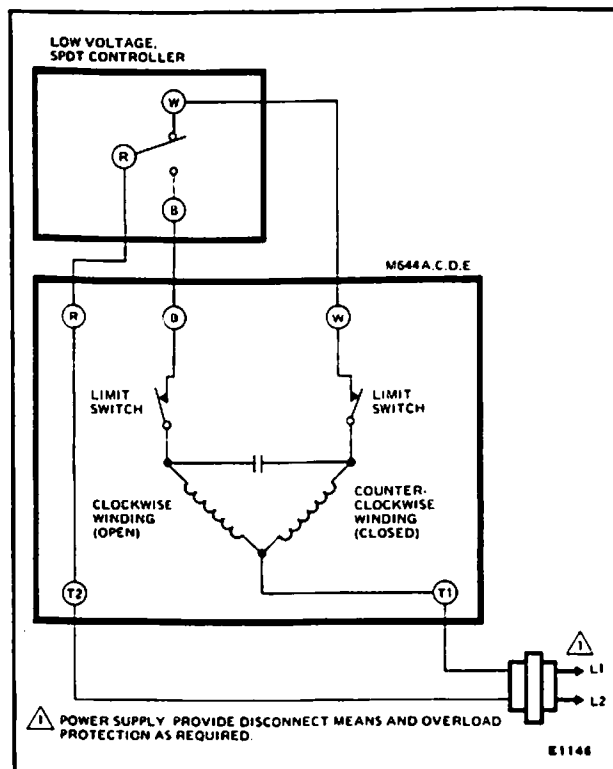 LOW VOLTAGE,
SPDT CONTROLLER
W
R
B
M644A,C,D,E
R
B
W
LIMIT
SWITCH
LIMIT
SWITCH
CLOCKWISE
WINDING
(OPEN)
COUNTER-
CLOCKWISE
WINDING
(CLOSED)
T2
T1
1
L1
L2
1 POWER SUPPLY. PROVIDE DISCONNECT MEANS AND OVERLOAD
PROTECTION AS REQUIRED.
E1146